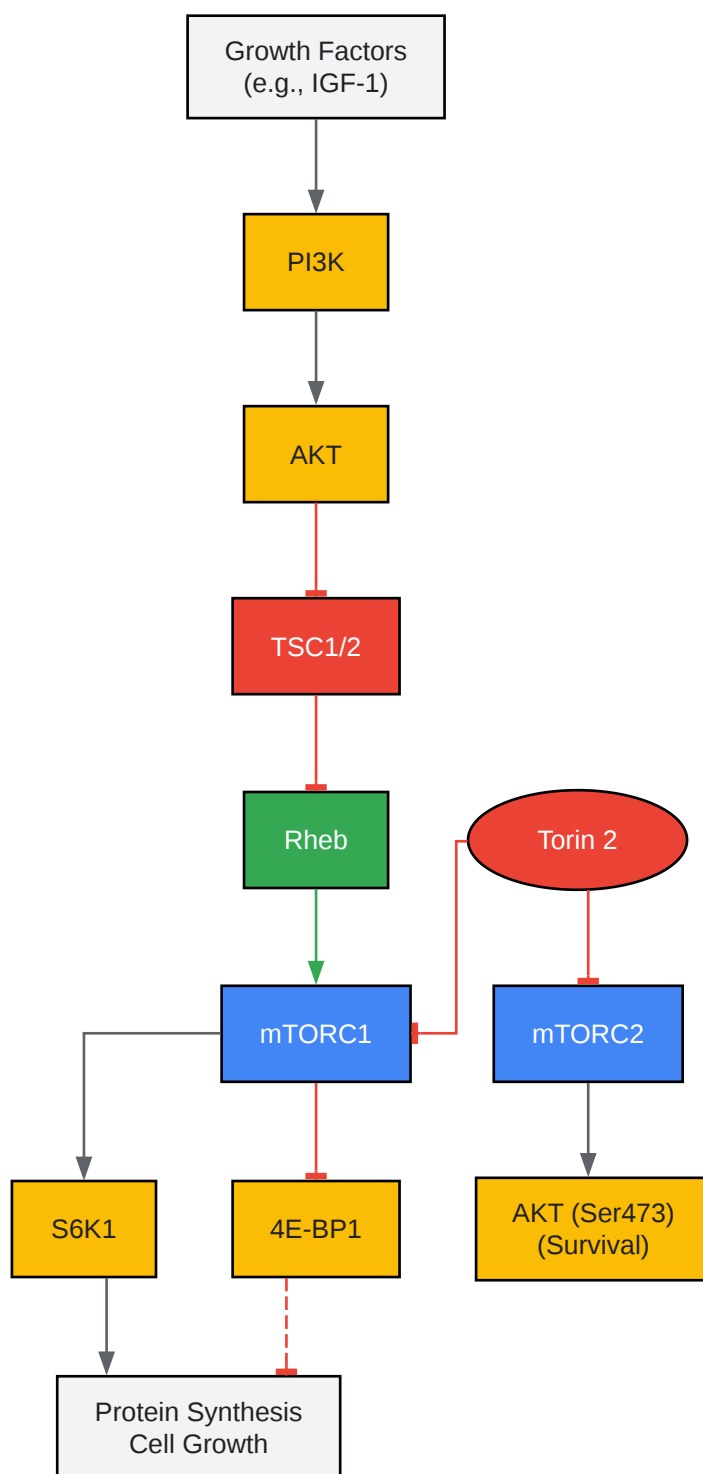 Growth Factors
(e.g., IGF-1)
PI3K
AKT
TSC1/2
Rheb
Torin 2
mTORC1
mTORC2
S6K1
4E-BP1
AKT (Ser473)
(Survival)
Protein Synthesis
Cell Growth